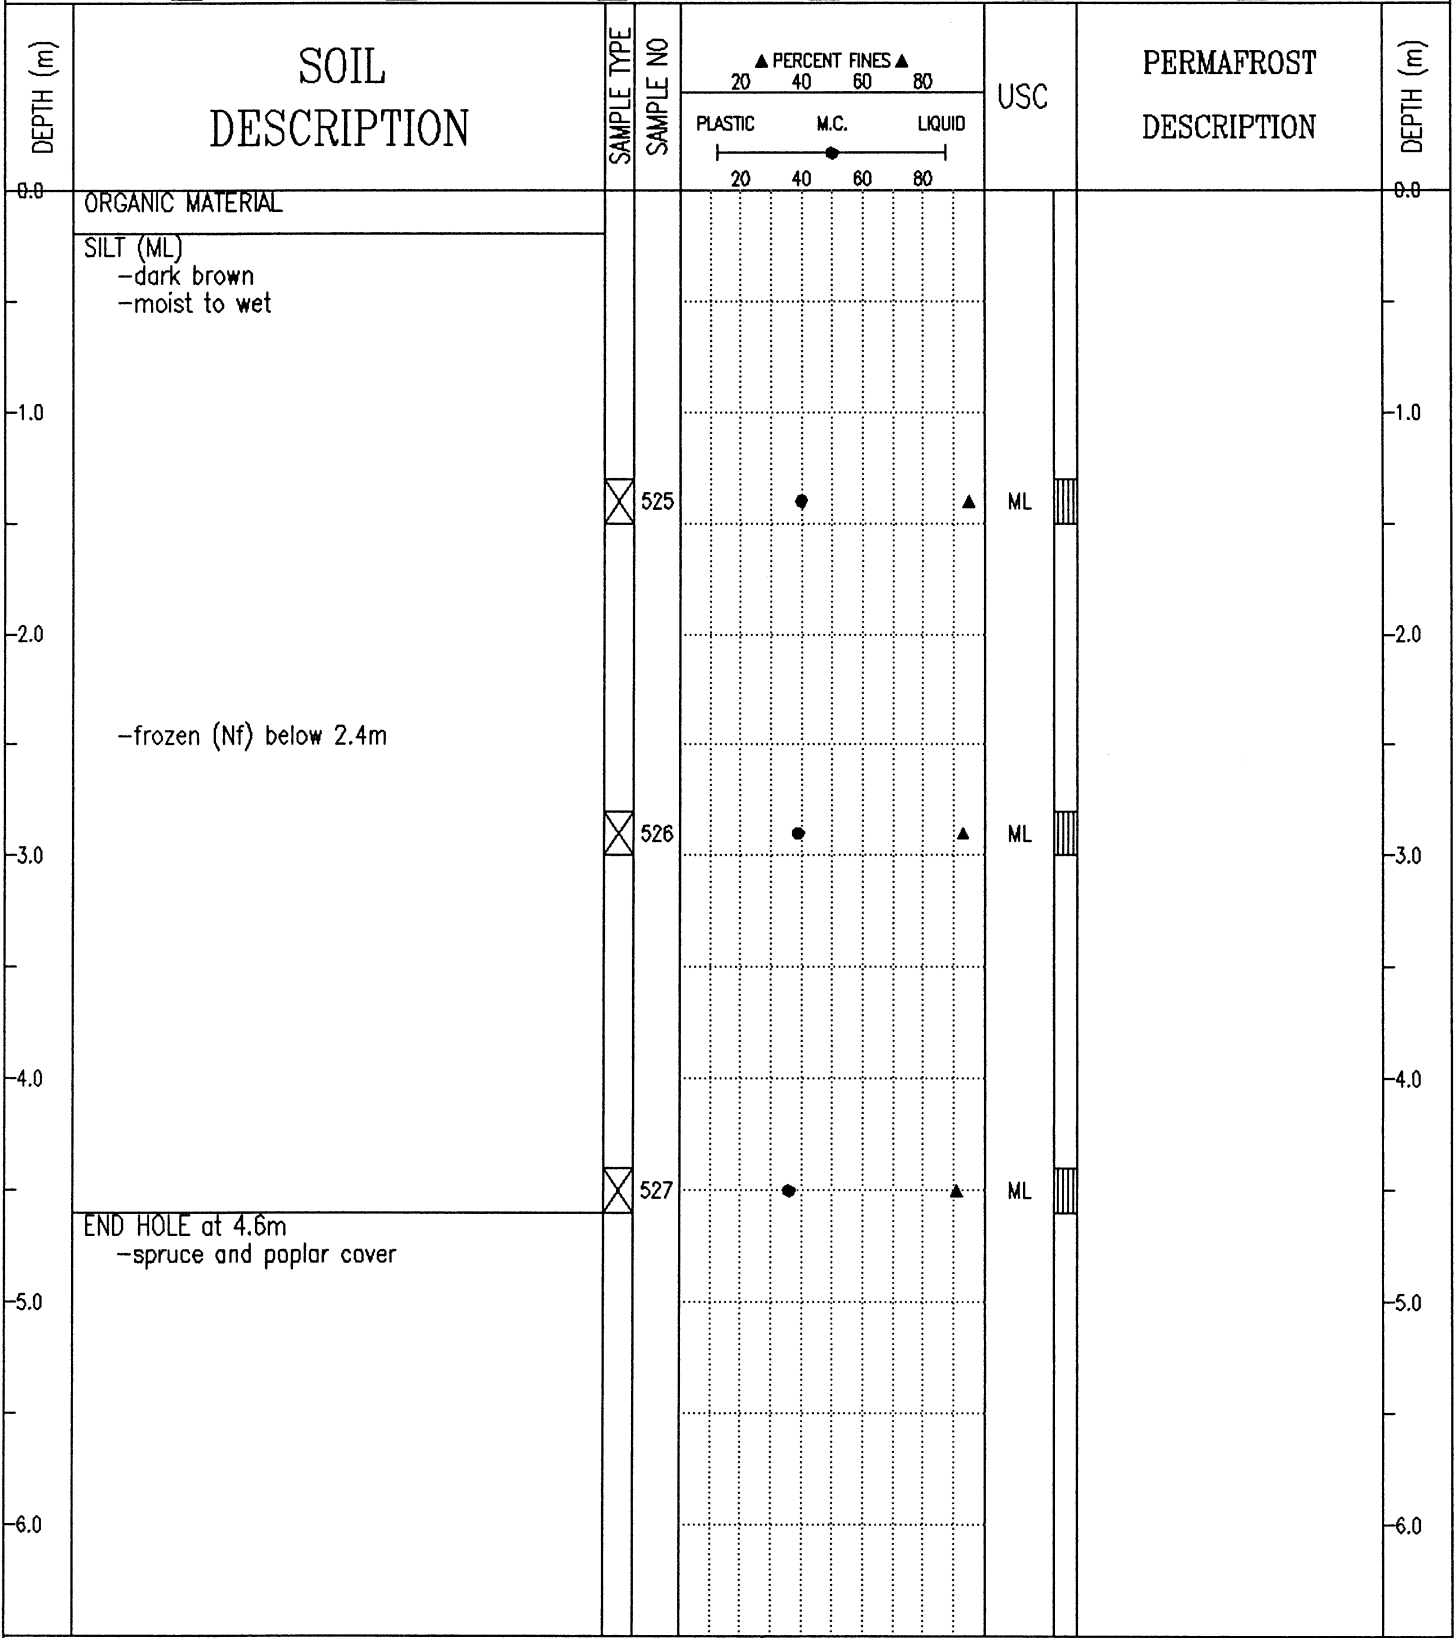 DEPTH (m)
SOIL
DESCRIPTION
SAMPLE TYPE
SAMPLE NO
▲ PERCENT FINES ▲
20 40 60 80
PLASTIC M.C. LIQUID
20 40 60 80
USC
PERMAFROST
DESCRIPTION
DEPTH (m)
0.0 0.0
ORGANIC MATERIAL
SILT (ML)
-dark brown
-moist to wet
1.0 1.0
525 ML
2.0 2.0
-frozen (Nf) below 2.4m
526 ML
3.0 3.0
4.0 4.0
527 ML
END HOLE at 4.6m
-spruce and poplar cover
5.0 5.0
6.0 6.0